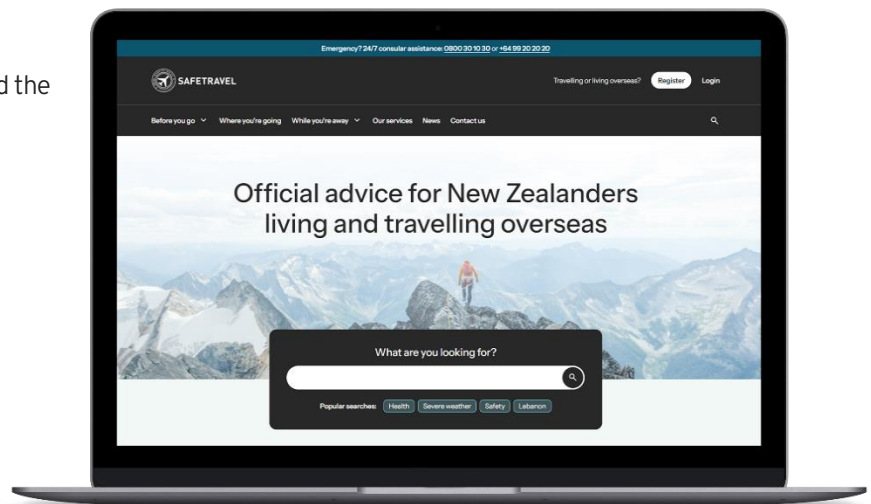 d the
Emergency? 24/7 consular assistance: 0800 30 10 30 or +64 99 20 20 20
SAFETRAVEL
Travelling or living overseas? Register Login
Before you go Where you're going While you're away Our services News Contact us
Official advice for New Zealanders
living and travelling overseas
What are you looking for?
Popular searches: Health Severe weather Safety Lebanon